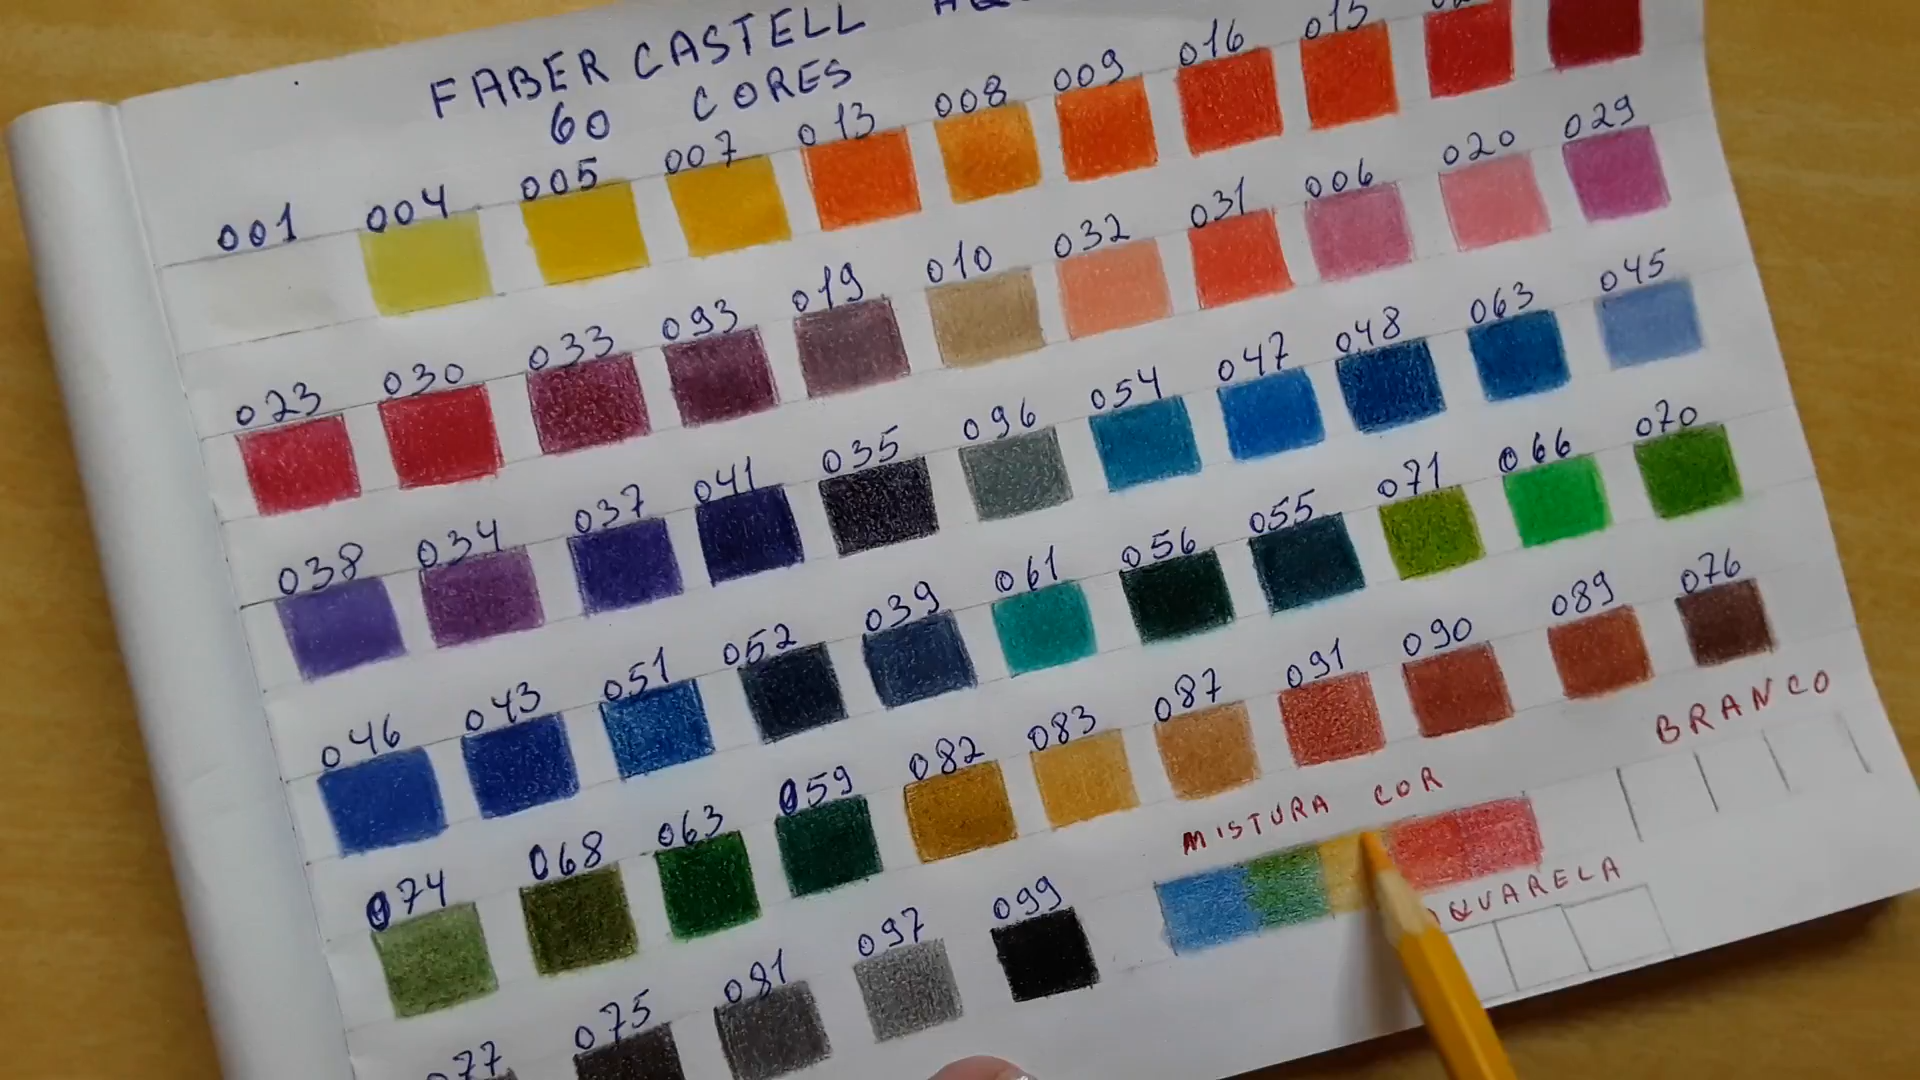 FABER CASTELL
60 CORES
001 004 005 007 013 008 009 016 015
023 030 033 093 019 010 032 031 006 020 029
038 034 037 041 035 096 054 047 048 063 045
046 043 051 052 039 061 056 055 071 066 070
074 068 063 059 082 083 087 091 090 089 076
077 075 081 097 099
MISTURA COR
BRANCO
AQUARELA